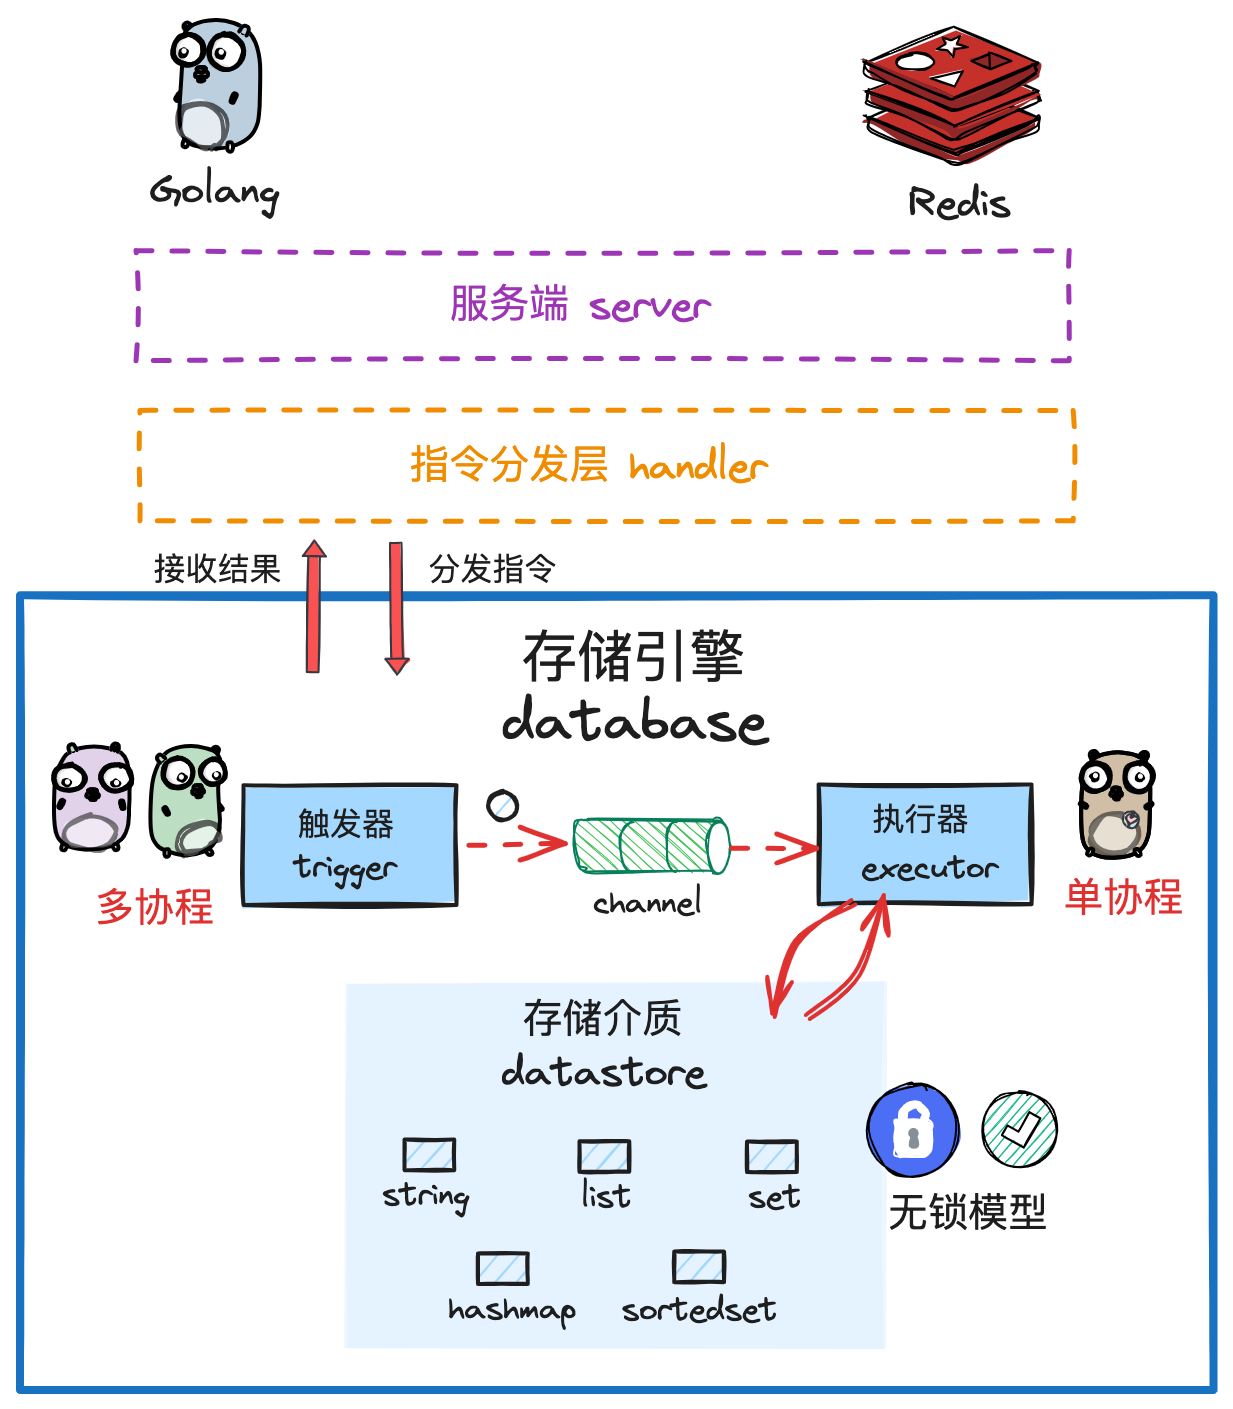 Golang
Redis
服务端 server
指令分发层 handler
接收结果
分发指令
存储引擎
database
触发器
trigger
channel
执行器
executor
多协程
单协程
存储介质
datastore
string
list
set
无锁模型
hashmap
sortedset